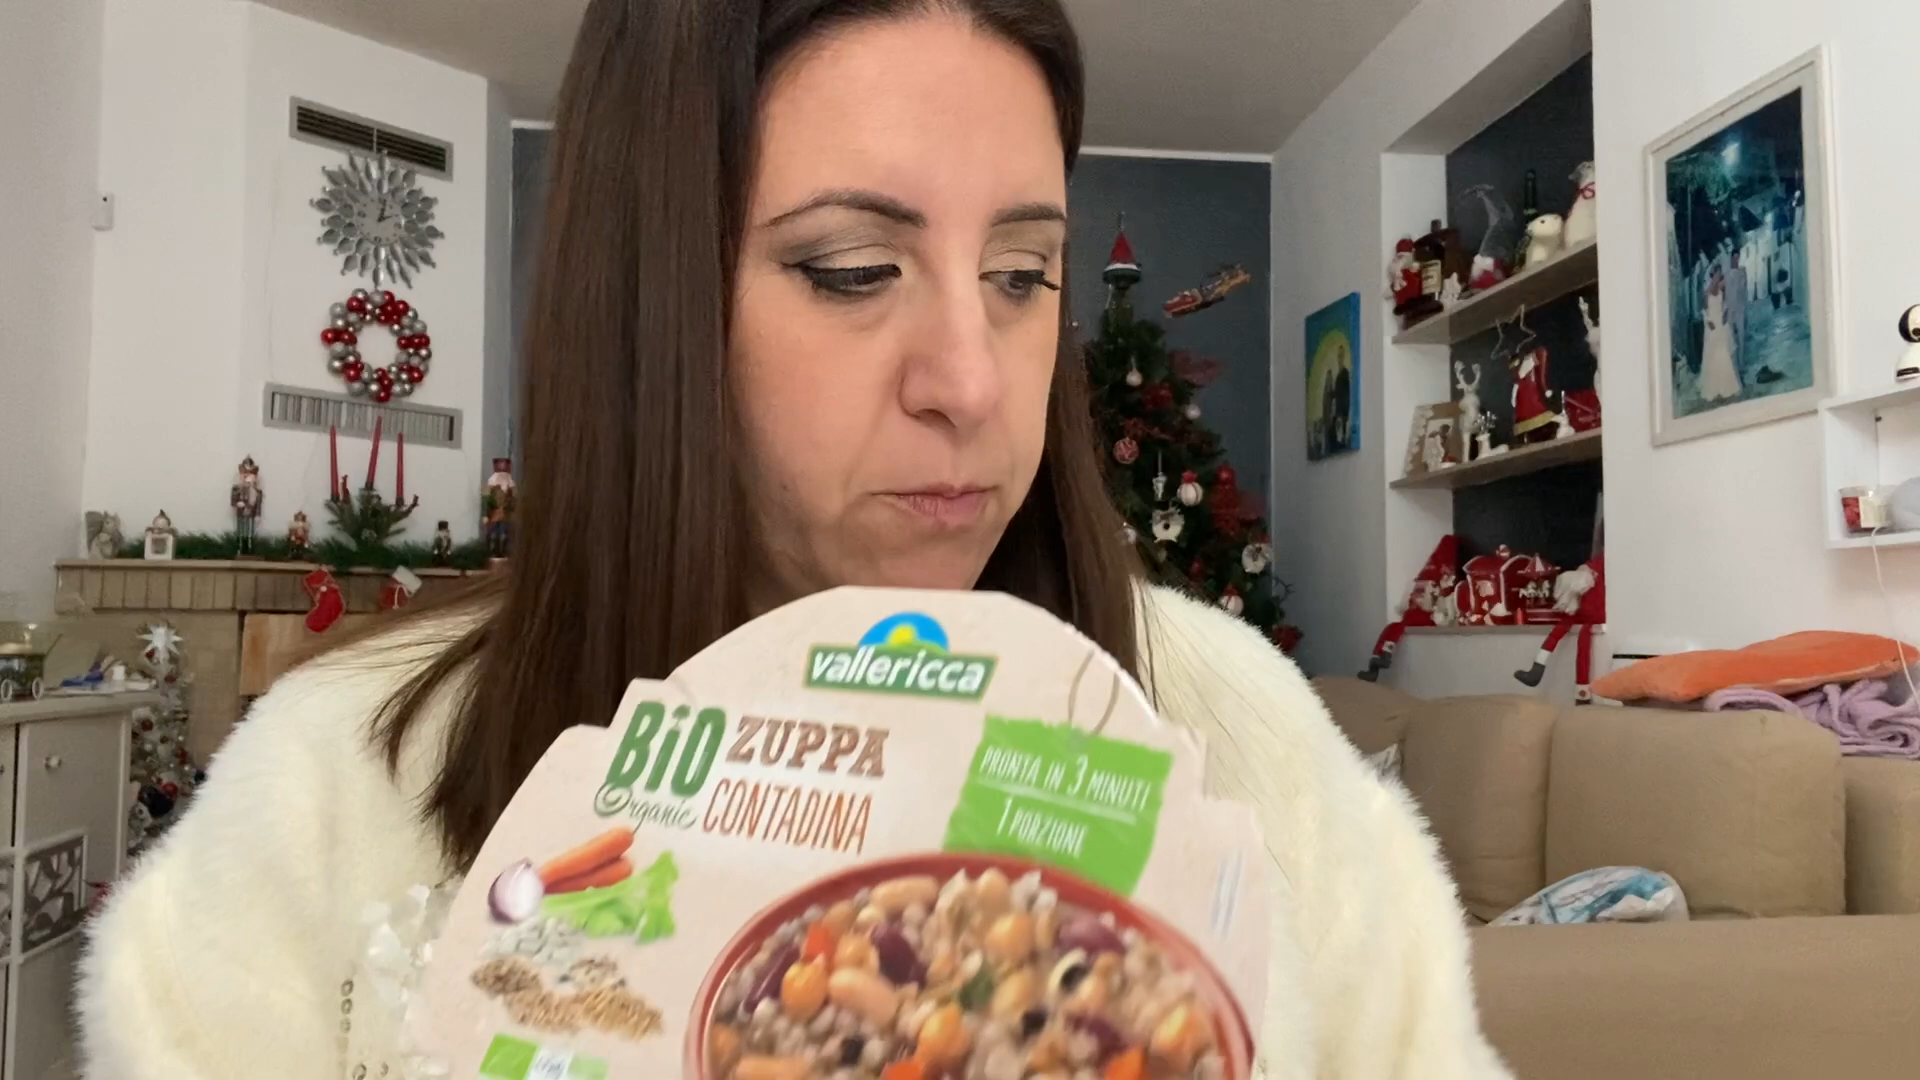 vallericca
BIO
Organic
ZUPPA
CONTADINA
PRONTA IN 3 MINUTI
1 PORZIONE